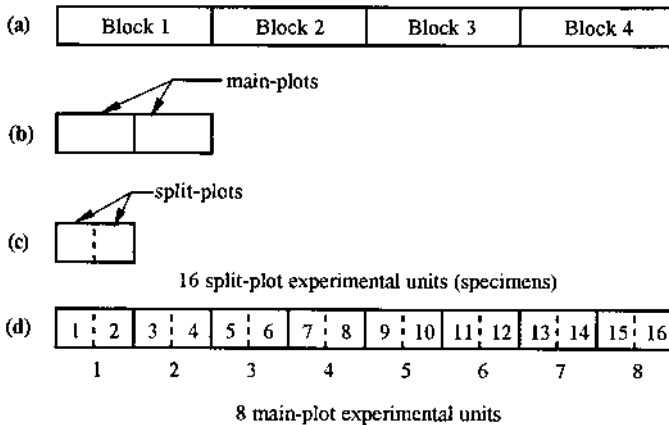 (a) Block 1 Block 2 Block 3 Block 4
main-plots
(b)
split-plots
(c)
16 split-plot experimental units (specimens)
(d) 1 2 3 4 5 6 7 8 9 10 11 12 13 14 15 16
1 2 3 4 5 6 7 8
8 main-plot experimental units